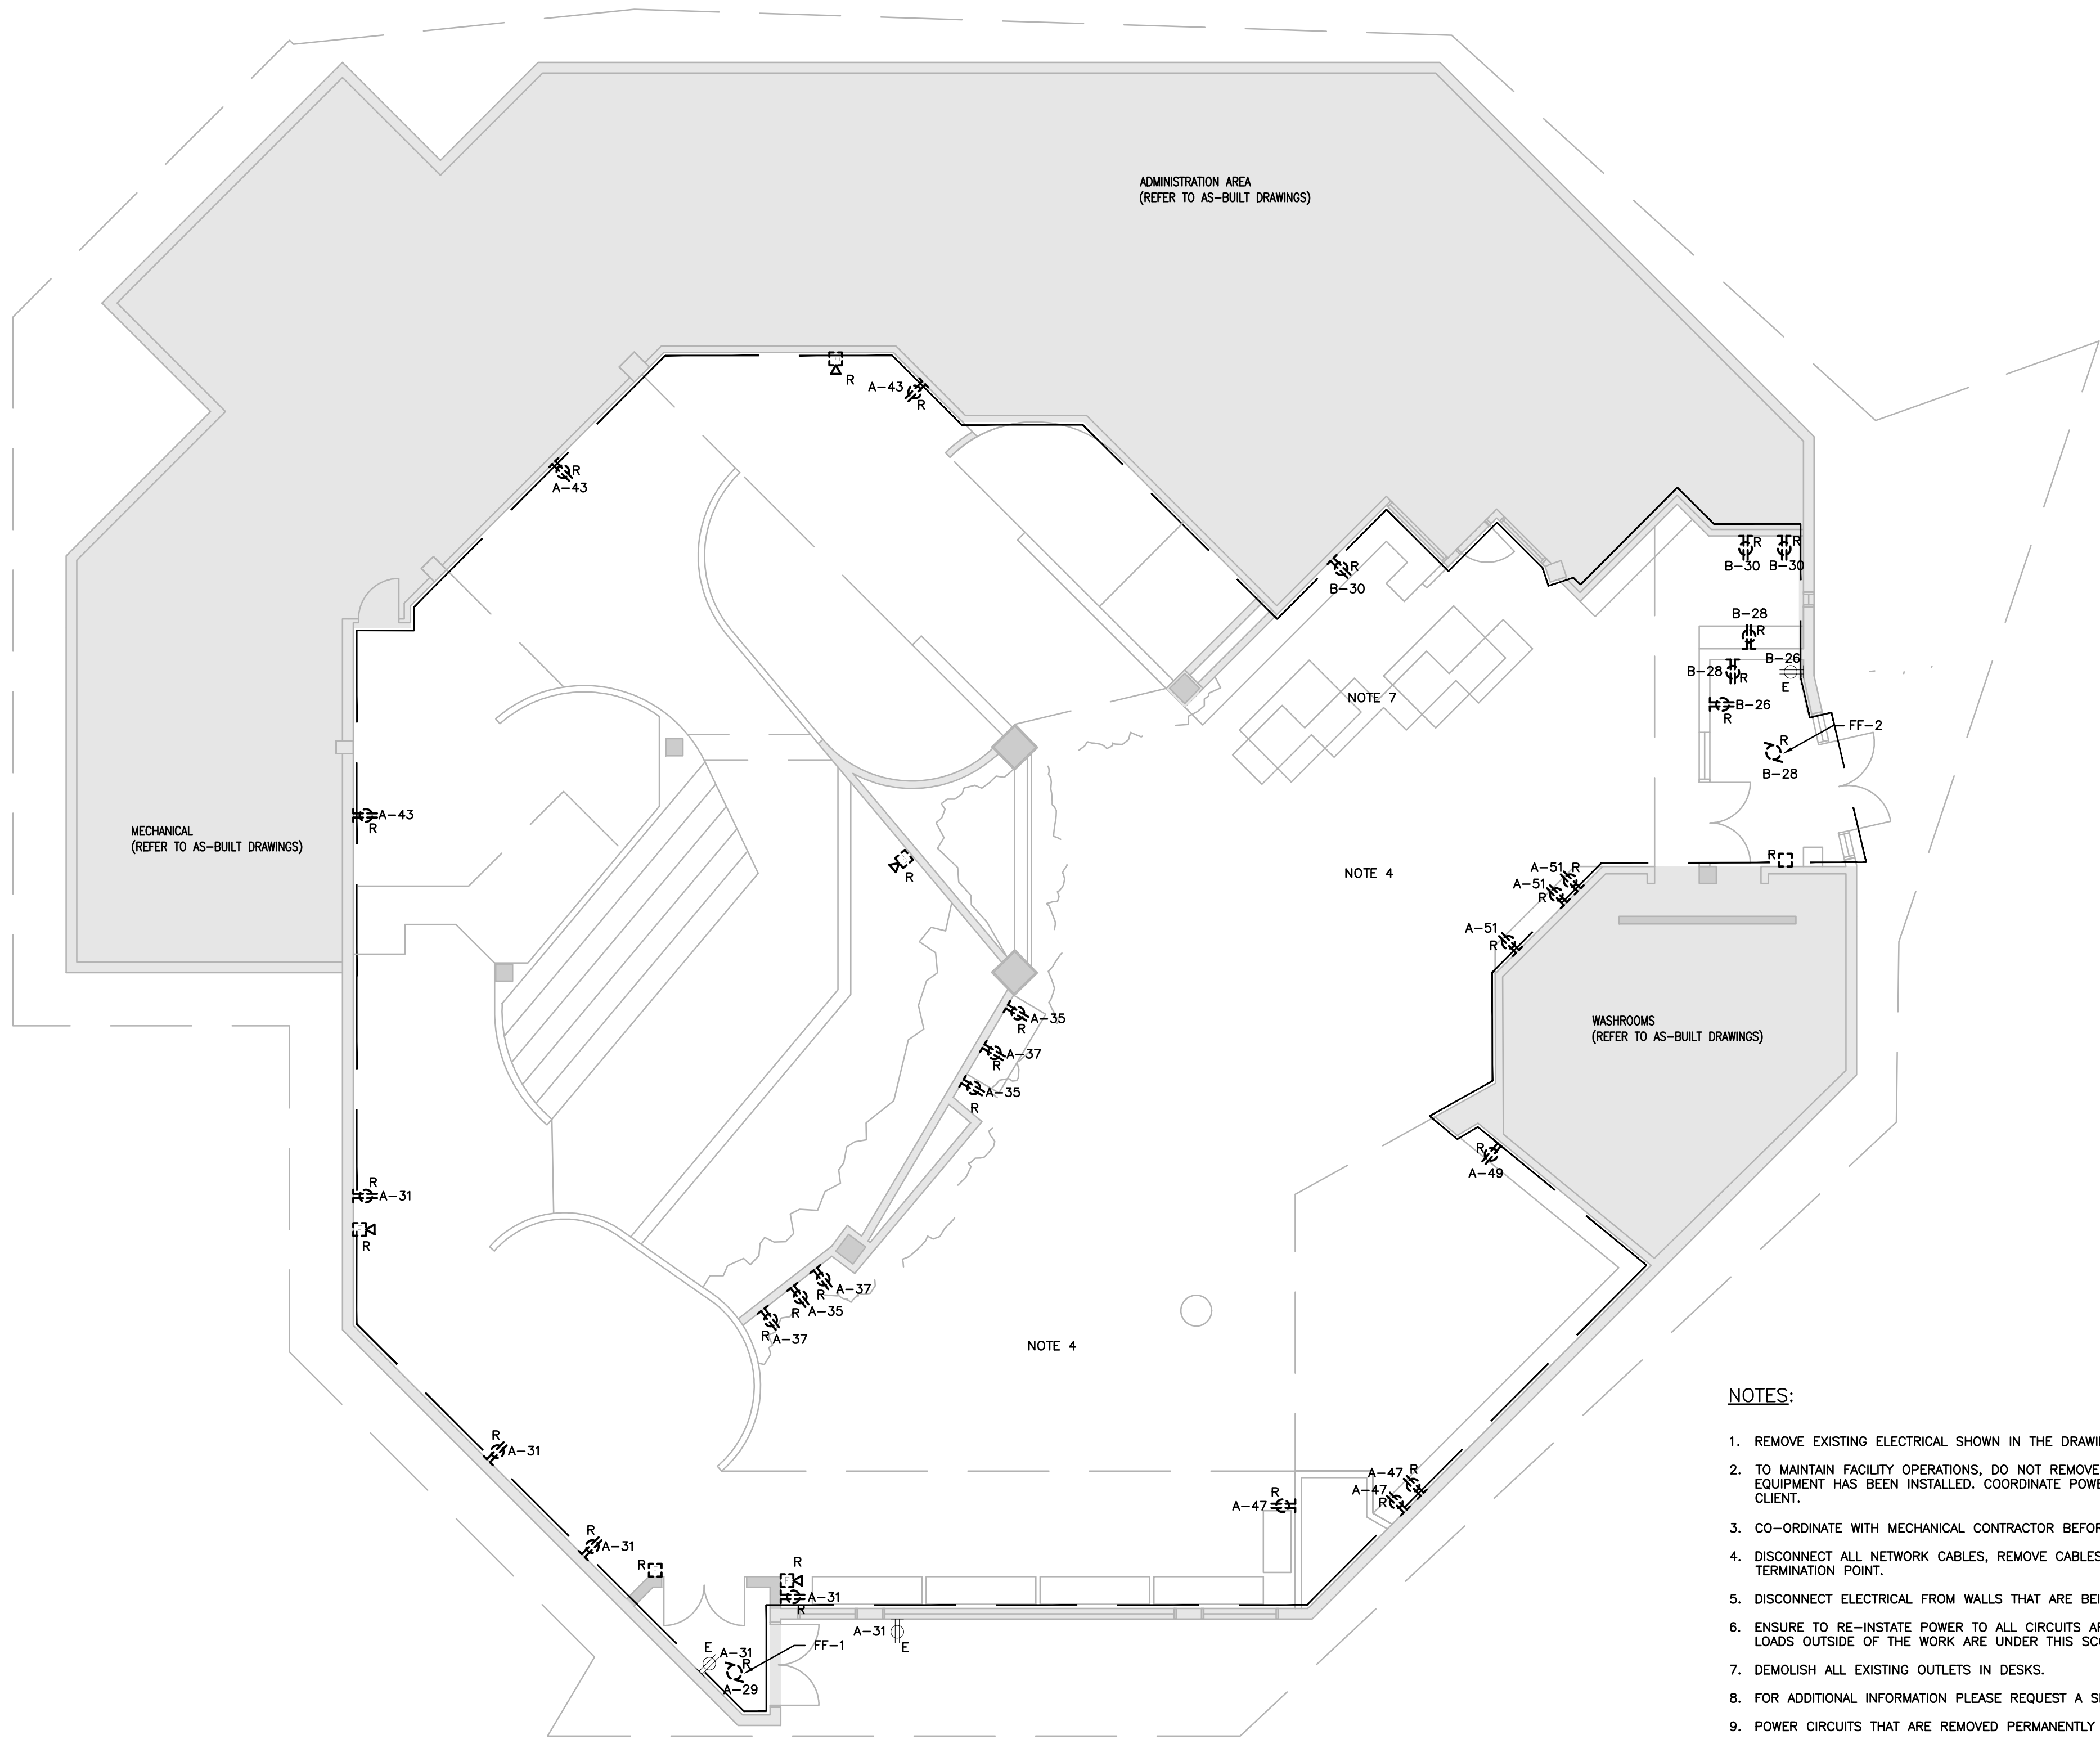 ADMINISTRATION AREA
(REFER TO AS-BUILT DRAWINGS)
R
A-43
R
R
A-43
R
B-30
R
B-30
R
B-30
B-28
R
B-26
B-28
R
E
B-26
R
NOTE 7
FF-2
R
B-28
A-43
R
MECHANICAL
(REFER TO AS-BUILT DRAWINGS)
R
R
NOTE 4
A-51
R
A-51
R
A-51
R
A-35
R
A-37
R
A-35
R
WASHROOMS
(REFER TO AS-BUILT DRAWINGS)
R
A-49
R
A-31
R
A-37
R
A-35
R
A-37
R
NOTE 4
R
A-31
R
A-31
A-47
R
A-47
R
R
A-47
R
R
A-31
R
A-31
E
E
A-31
R
A-29
FF-1
NOTES:
1. REMOVE EXISTING ELECTRICAL SHOWN IN THE
2. TO MAINTAIN FACILITY OPERATIONS, DO NOT REMOVE
EQUIPMENT HAS BEEN INSTALLED. COORDINATE
CLIENT.
3. CO-ORDINATE WITH MECHANICAL CONTRACTOR
4. DISCONNECT ALL NETWORK CABLES, REMOVE CABLES
TERMINATION POINT.
5. DISCONNECT ELECTRICAL FROM WALLS THAT ARE
6. ENSURE TO RE-INSTATE POWER TO ALL CIRCUITS
LOADS OUTSIDE OF THE WORK ARE UNDER THIS
7. DEMOLISH ALL EXISTING OUTLETS IN DESKS.
8. FOR ADDITIONAL INFORMATION PLEASE REQUEST A
9. POWER CIRCUITS THAT ARE REMOVED PERMANENTLY